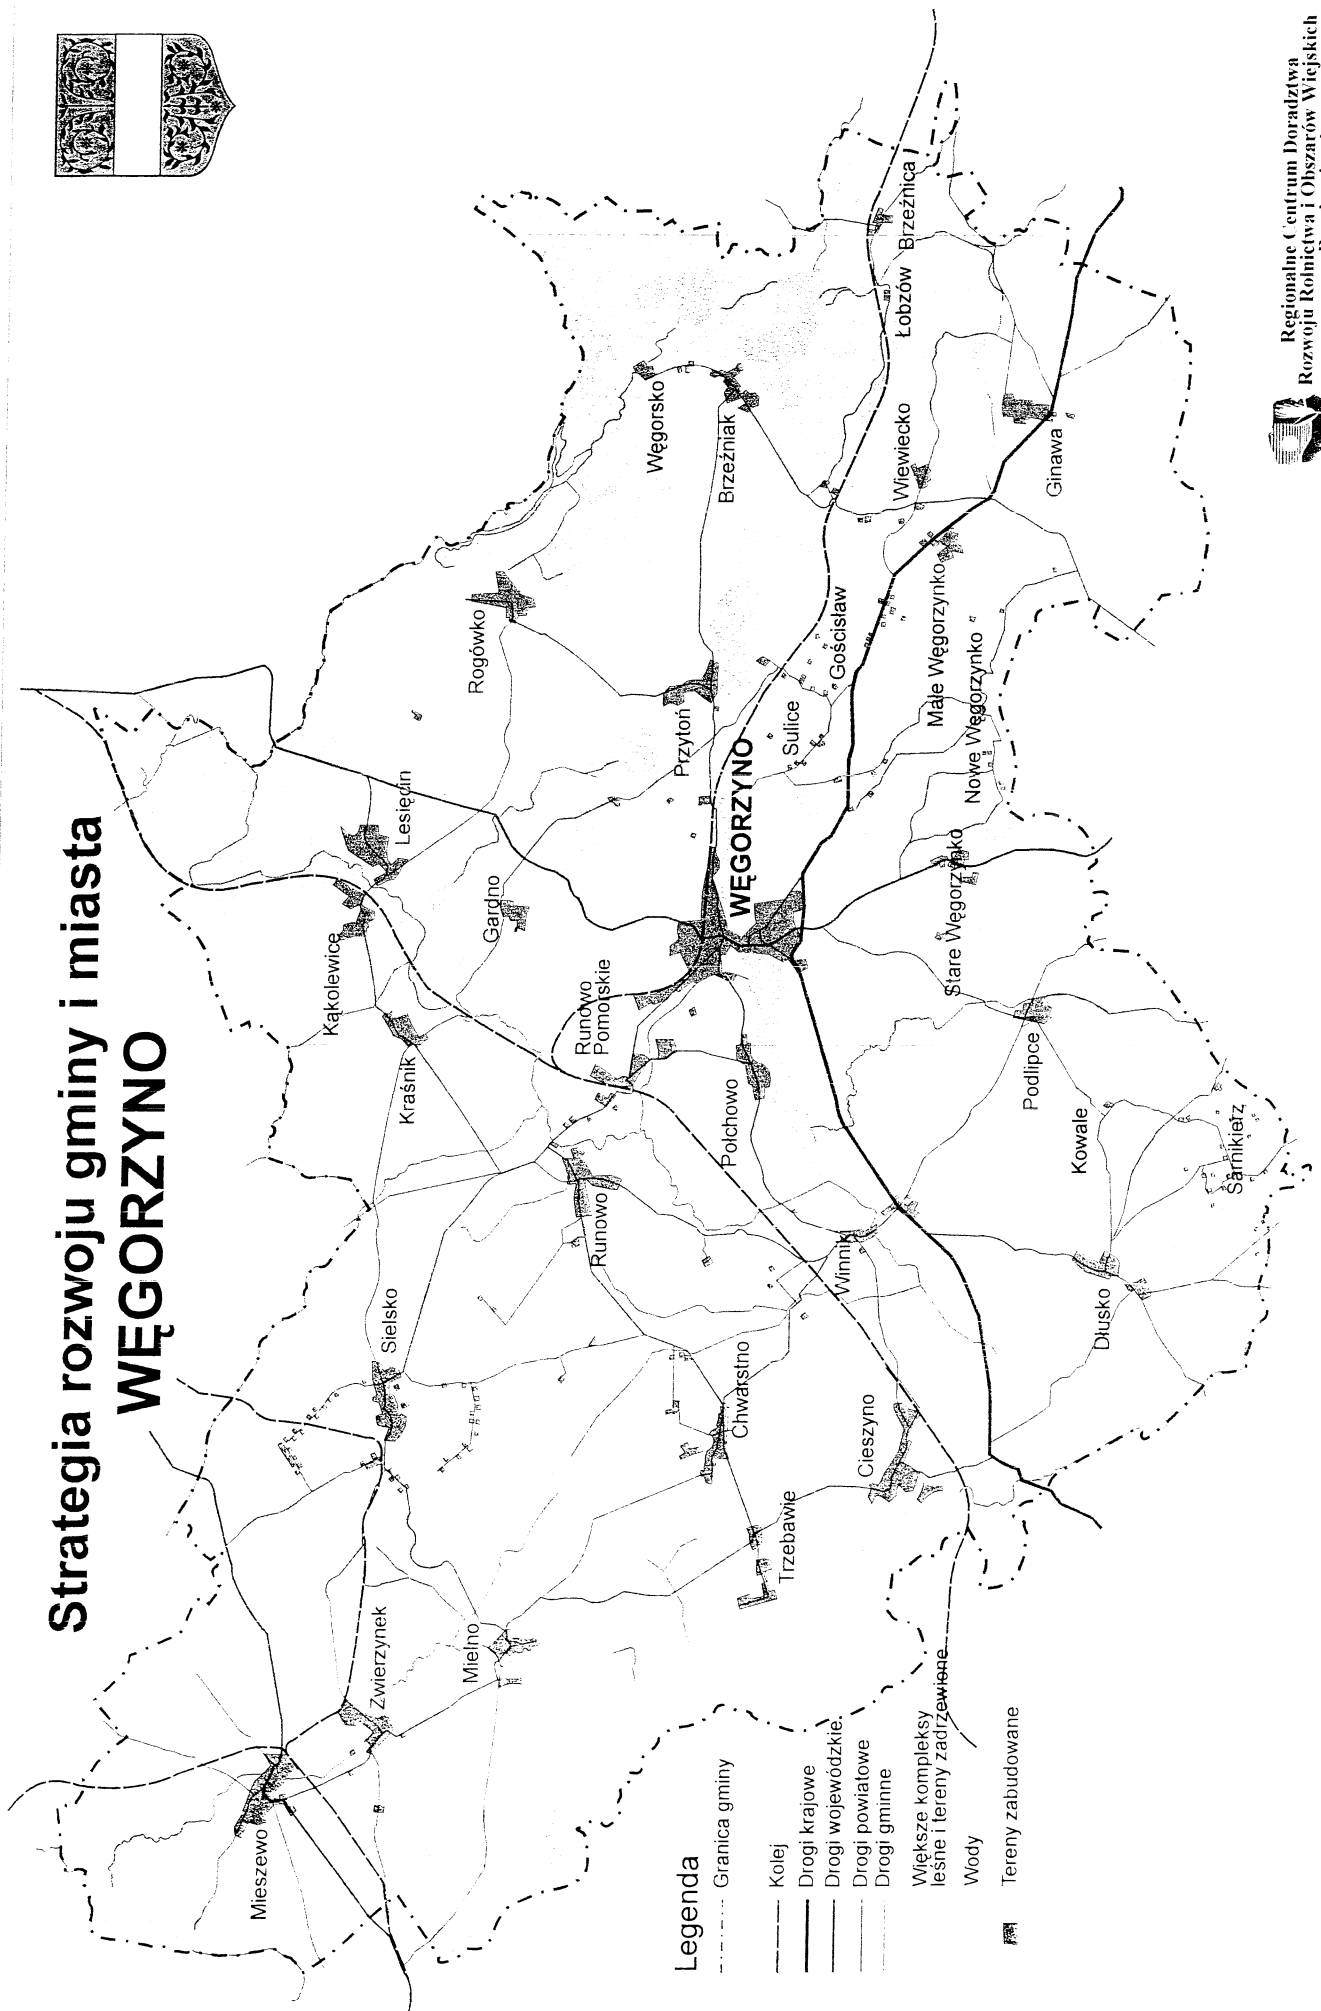 Strategia rozwoju gminy i miasta
WĘGORZYNO
Mieszewo
Zwierzynek
Mielno
Sielsko
Kraśnik
Kąkolewice
Lesięcin
Gardno
Rogówko
Runowo
Runowo
Pomorskie
Węgorsko
Przytoń
Brzeźniak
Chwarstno
Połchowo
WĘGORZYNO
Trzebawie
Sulice
Gościsław
Cieszyno
Winniki
Wiewiecko
Łobzów
Brzeźnica
Stare Węgorzynko
Małe Węgorzynko
Nowe Węgorzynko
Podlipce
Ginawa
Kowale
Dłusko
Sarnikierz
Legenda
Granica gminy
Kolej
Drogi krajowe
Drogi wojewódzkie
Drogi powiatowe
Drogi gminne
Większe kompleksy
leśne i tereny zadrzewione
Wody
Tereny zabudowane
Regionalne Centrum Doradztwa
Rozwoju Rolnictwa i Obszarów Wiejskich